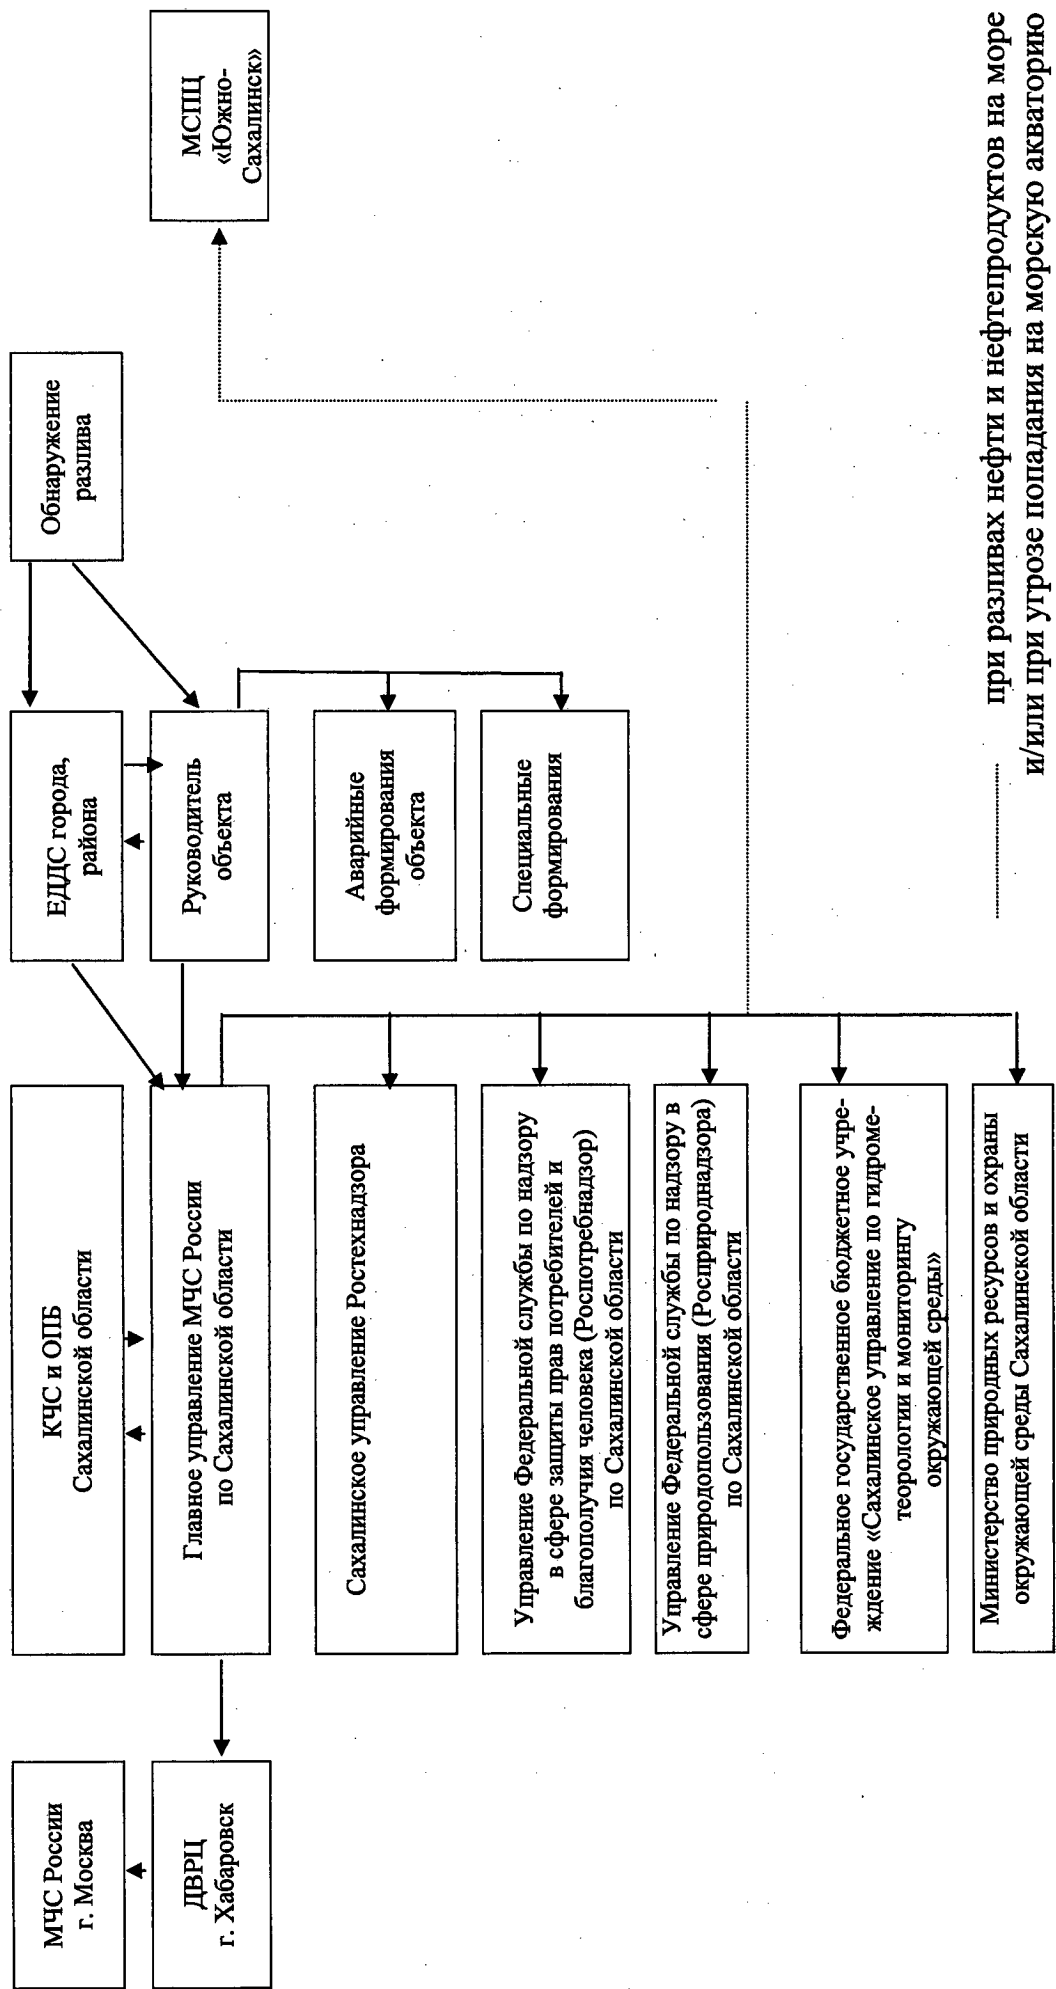 МЧС России
г. Москва
ДВРЦ
г. Хабаровск
КЧС и ОПБ
Сахалинской области
Главное управление МЧС России
по Сахалинской области
Сахалинское управление Ростехнадзора
Управление Федеральной службы по надзору
в сфере защиты прав потребителей и
благополучия человека (Роспотребнадзор)
по Сахалинской области
Управление Федеральной службы по надзору в
сфере природопользования (Росприроднадзора)
по Сахалинской области
Федеральное государственное бюджетное учре-
ждение «Сахалинское управление по гидроме-
теорологии и мониторингу
окружающей среды»
Министерство природных ресурсов и охраны
окружающей среды Сахалинской области
ЕДДС города,
района
Руководитель
объекта
Аварийные
формирования
объекта
Специальные
формирования
Обнаружение
разлива
МСПЦ
«Южно-
Сахалинск»
при разливах нефти и нефтепродуктов на море
и/или при угрозе попадания на морскую акваторию